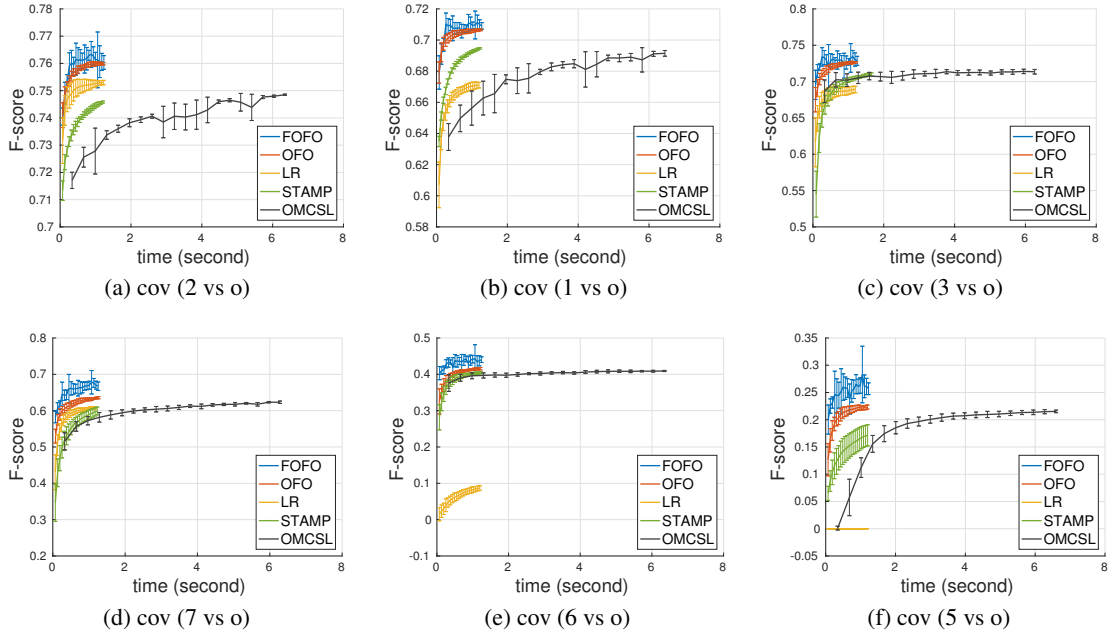 0.78
0.77
0.76
0.75
0.74
0.73
0.72
0.71
0.7
F-score
0 2 4 6 8
time (second)
FOFO
OFO
LR
STAMP
OMCSL
(a) cov (2 vs o)
0.72
0.7
0.68
0.66
0.64
0.62
0.6
0.58
F-score
0 2 4 6 8
time (second)
FOFO
OFO
LR
STAMP
OMCSL
(b) cov (1 vs o)
0.8
0.75
0.7
0.65
0.6
0.55
0.5
F-score
0 2 4 6 8
time (second)
FOFO
OFO
LR
STAMP
OMCSL
(c) cov (3 vs o)
0.8
0.7
0.6
0.5
0.4
0.3
0.2
F-score
0 2 4 6 8
time (second)
FOFO
OFO
LR
STAMP
OMCSL
(d) cov (7 vs o)
0.5
0.4
0.3
0.2
0.1
0
-0.1
F-score
0 2 4 6 8
time (second)
FOFO
OFO
LR
STAMP
OMCSL
(e) cov (6 vs o)
0.35
0.3
0.25
0.2
0.15
0.1
0.05
0
-0.05
F-score
0 2 4 6 8
time (second)
FOFO
OFO
LR
STAMP
OMCSL
(f) cov (5 vs o)